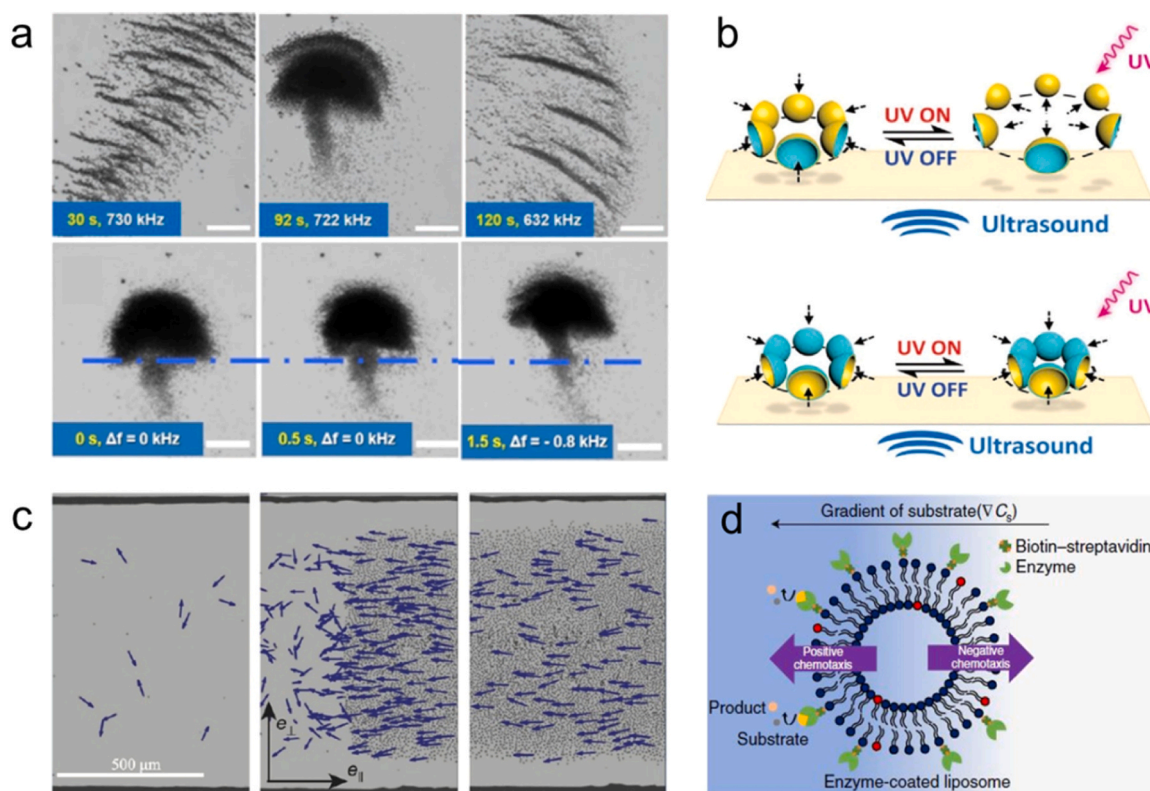 a
30 s, 730 kHz
92 s, 722 kHz
120 s, 632 kHz
0 s, Δf = 0 kHz
0.5 s, Δf = 0 kHz
1.5 s, Δf = - 0.8 kHz
b
UV
UV ON
UV OFF
Ultrasound
UV
UV ON
UV OFF
Ultrasound
c
500 µm
e⊥
e∥
d
Gradient of substrate(∇ Cs)
Biotin–streptavidin
Enzyme
Positive
chemotaxis
Negative
chemotaxis
Product
Substrate
Enzyme-coated liposome